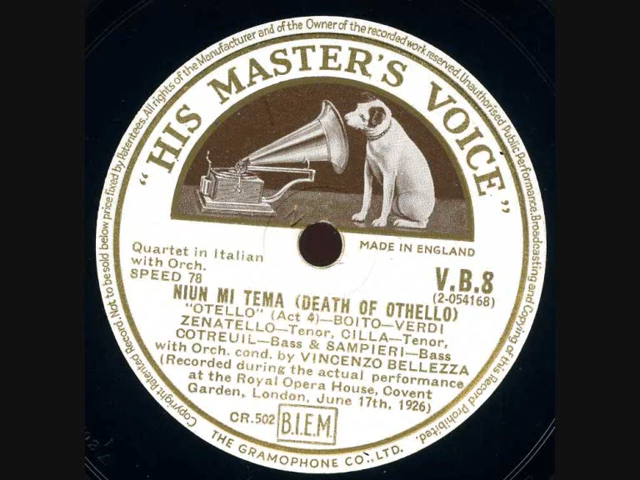 "HIS MASTER'S VOICE"
Copyright Patented Record. Not to be sold below price fixed by Patentees. All rights of the Manufacturer and of the Owner of the recorded work reserved. Unauthorised Public Performance, Broadcasting and Copying of this Record Prohibited.
MADE IN ENGLAND
Quartet in Italian
with Orch.
SPEED 78
V.B.8
(2-054168)
NIUN MI TEMA (DEATH OF OTHELLO)
"OTELLO" (Act 4)—BOITO—VERDI
ZENATELLO—Tenor, CILLA—Tenor,
COTREUIL—Bass & SAMPIERI—Bass
with Orch. cond. by VINCENZO BELLEZZA
(Recorded during the actual performance
at the Royal Opera House, Covent
Garden, London, June 17th, 1926)
CR.502
B.I.E.M.
THE GRAMOPHONE CO., LTD.